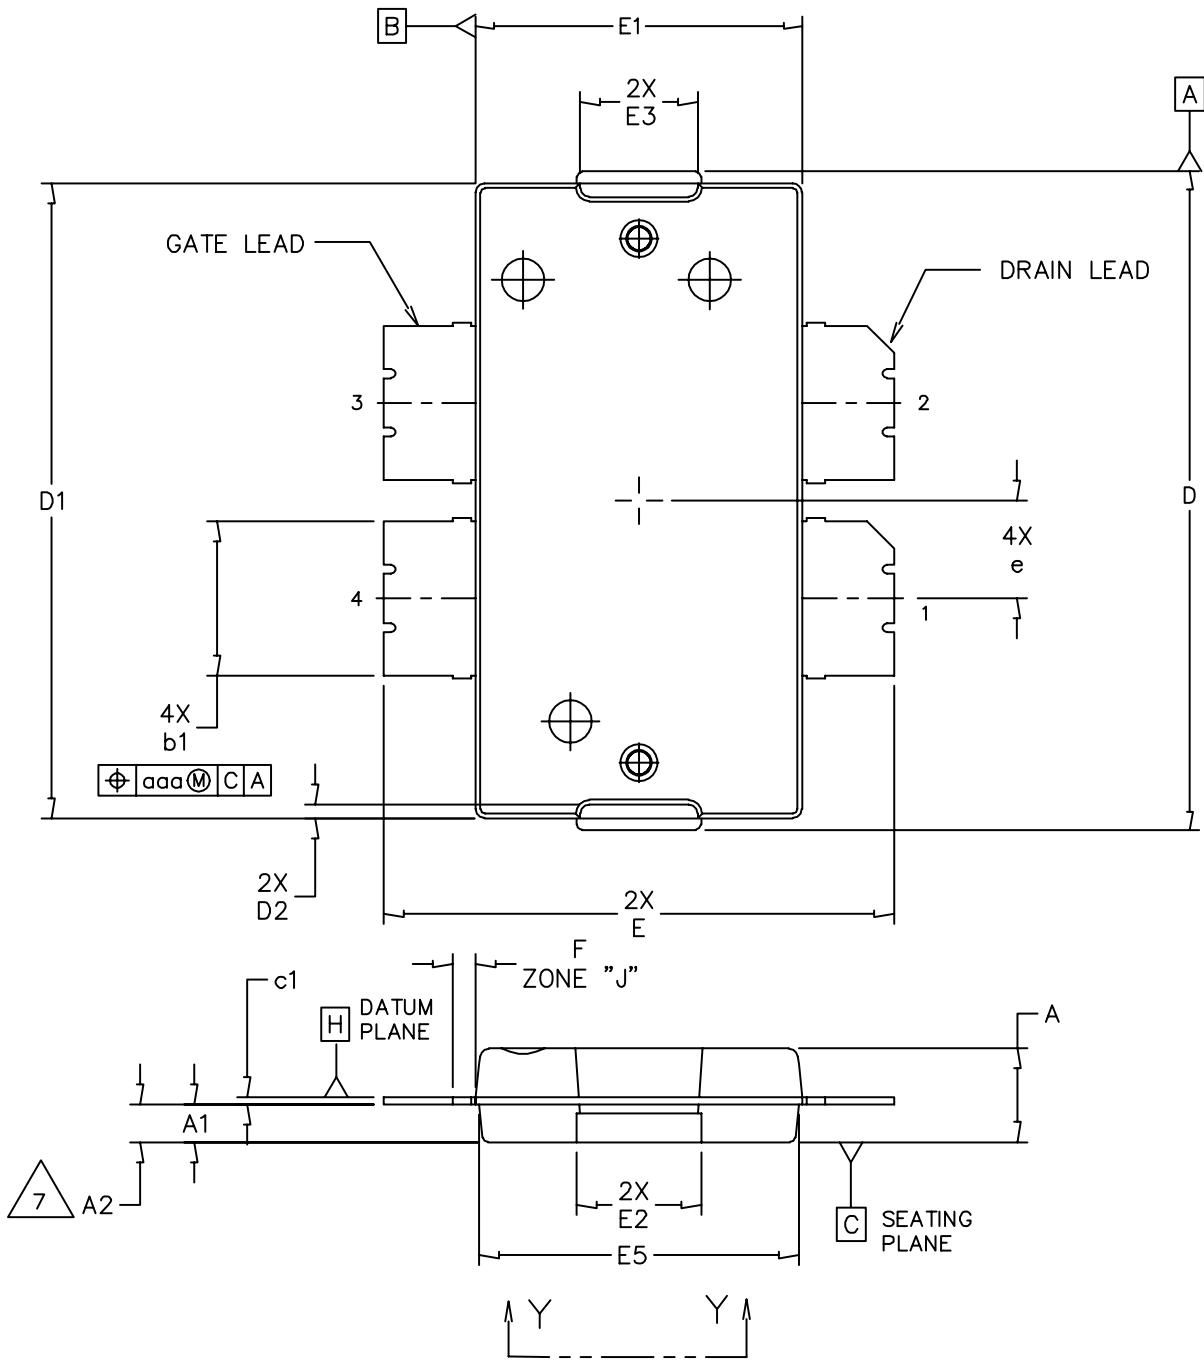 B
E1
2X
E3
A
GATE LEAD
DRAIN LEAD
3
2
D1
D
4X
e
4
1
4X
b1
⌖ aaa Ⓜ C A
2X
D2
2X
E
F
ZONE "J"
c1
H
DATUM
PLANE
A
A1
7
A2
2X
E2
C
SEATING
PLANE
E5
Y
Y